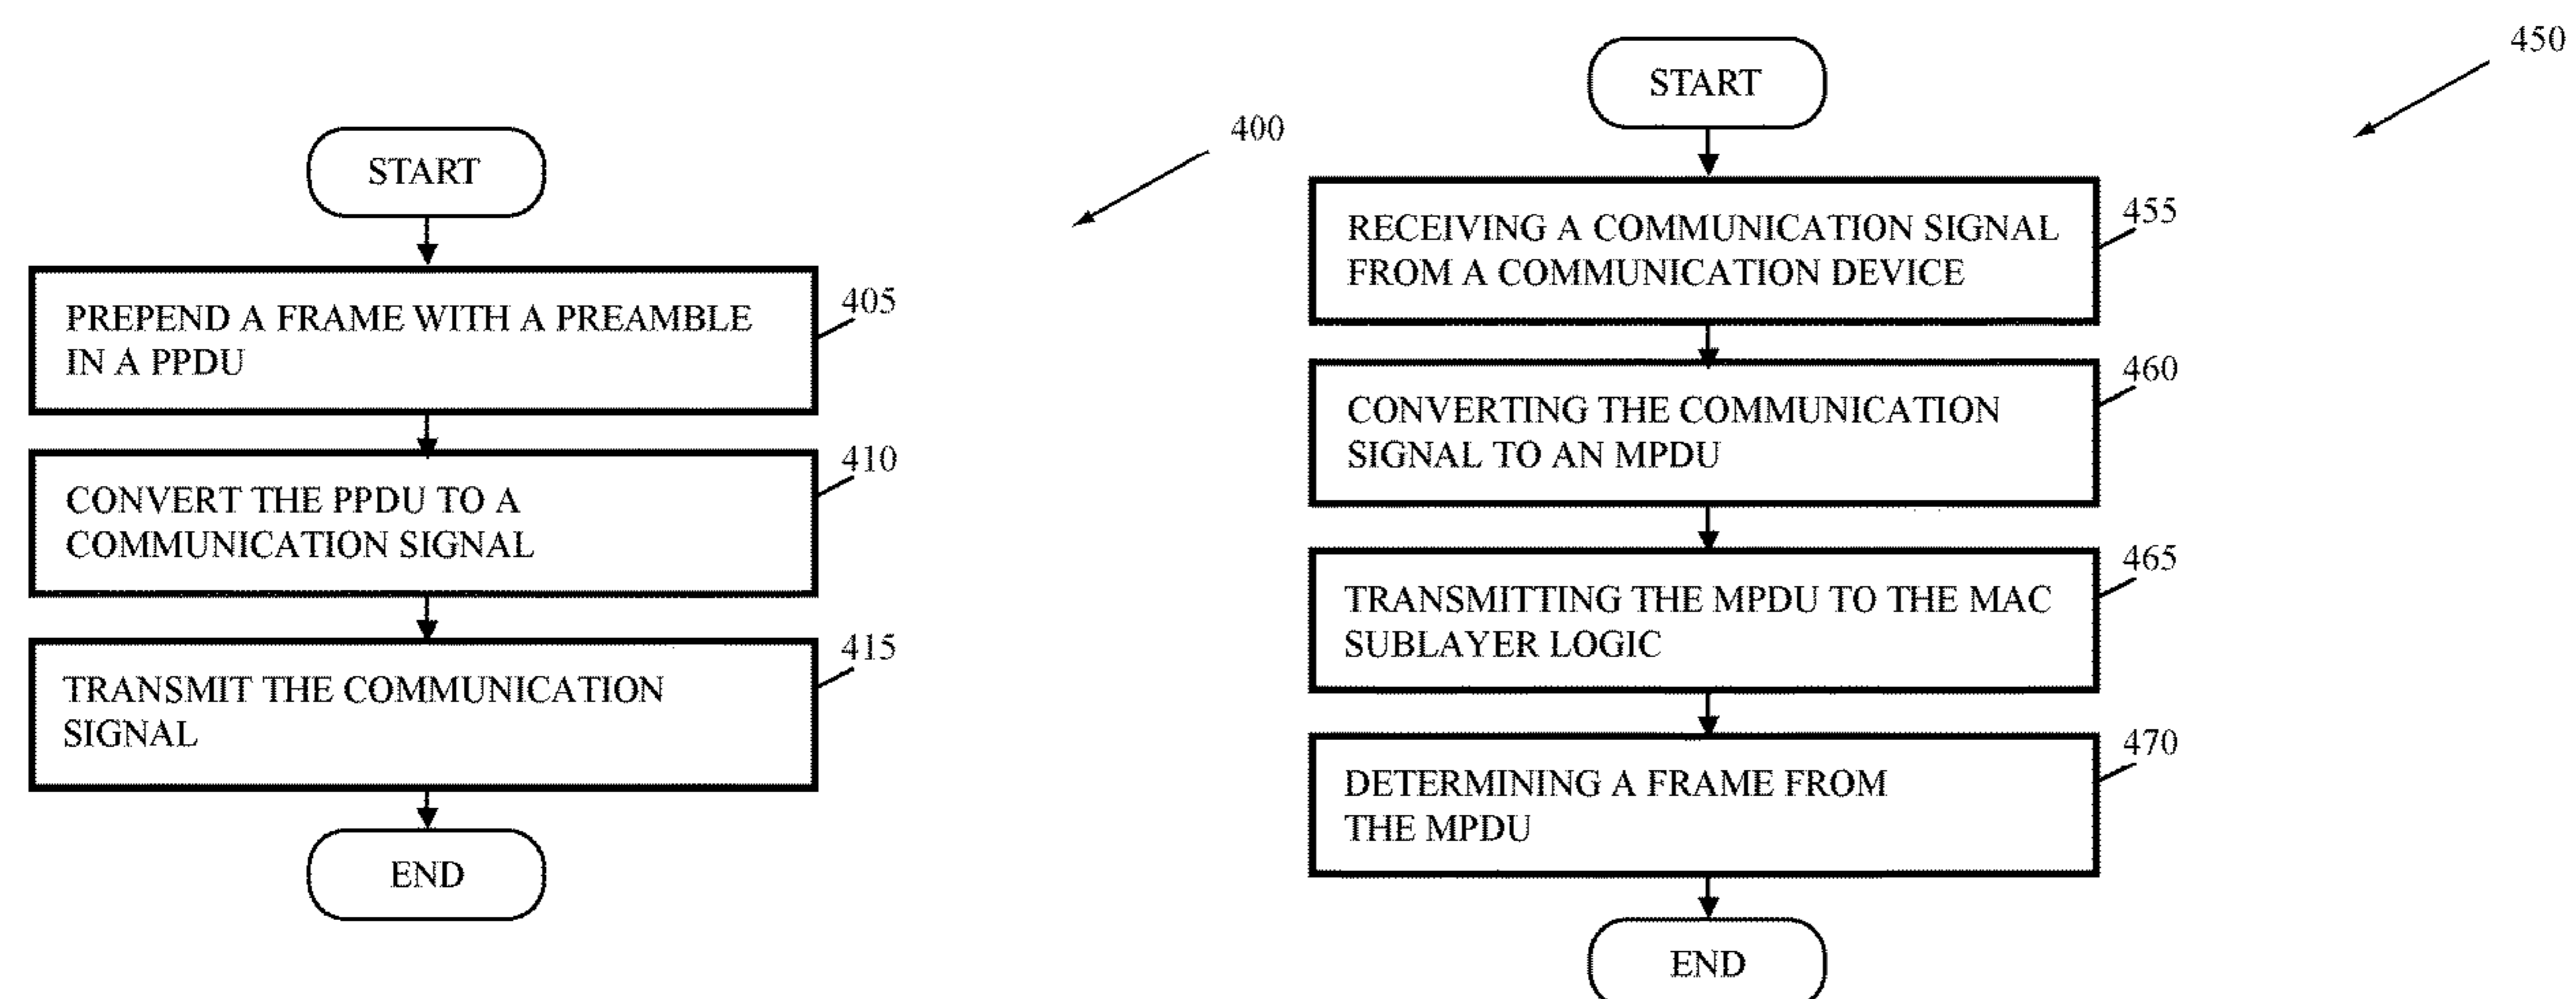 400
START
PREPEND A FRAME WITH A PREAMBLE
IN A PPDU
405
CONVERT THE PPDU TO A
COMMUNICATION SIGNAL
410
TRANSMIT THE COMMUNICATION
SIGNAL
415
END
450
START
RECEIVING A COMMUNICATION SIGNAL
FROM A COMMUNICATION DEVICE
455
CONVERTING THE COMMUNICATION
SIGNAL TO AN MPDU
460
TRANSMITTING THE MPDU TO THE MAC
SUBLAYER LOGIC
465
DETERMINING A FRAME FROM
THE MPDU
470
END